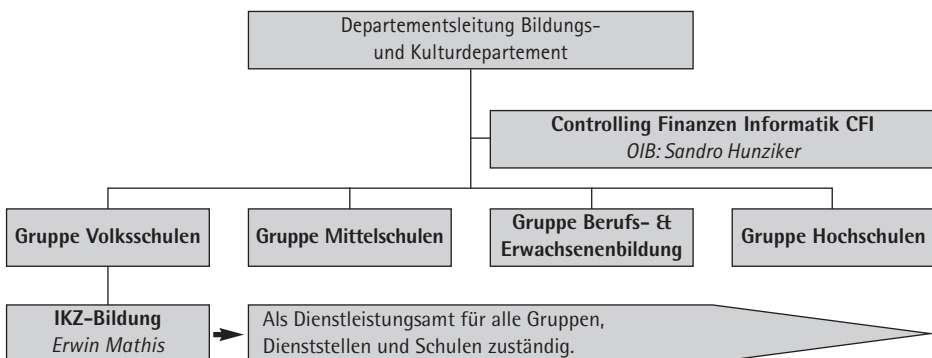 Departementsleitung Bildungs-
und Kulturdepartement
Controlling Finanzen Informatik CFI
OIB: Sandro Hunziker
Gruppe Volksschulen
Gruppe Mittelschulen
Gruppe Berufs- &
Erwachsenenbildung
Gruppe Hochschulen
IKZ-Bildung
Erwin Mathis
Als Dienstleistungsamt für alle Gruppen,
Dienststellen und Schulen zuständig.